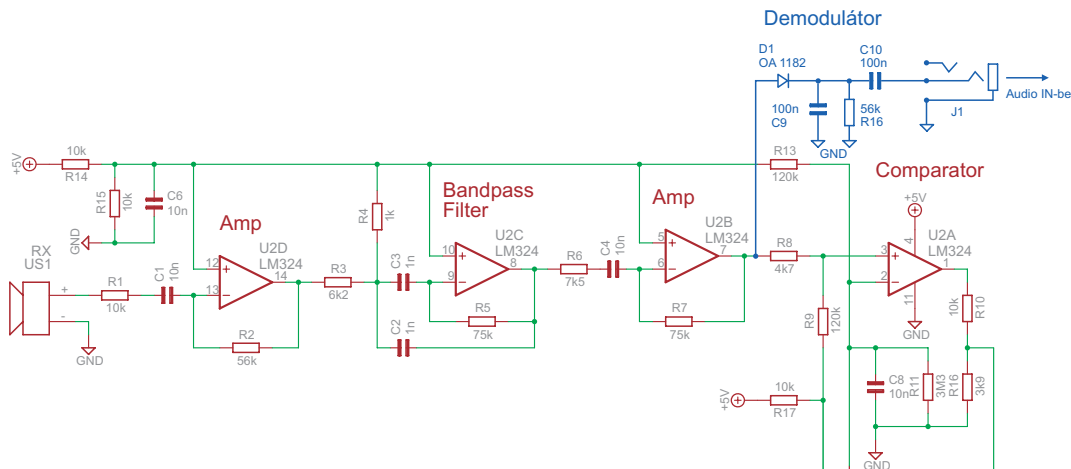 Demodulátor
D1
OA 1182
C10
100n
100n
C9
56k
R16
GND
J1
Audio IN-be
+5V
10k
R14
R15
10k
C6
10n
GND
Amp
U2D
LM324
12
13
14
+
−
R4
1k
Bandpass
Filter
U2C
LM324
10
9
8
+
−
Amp
U2B
LM324
5
6
7
+
−
R13
120k
Comparator
+5V
4
U2A
LM324
3
2
1
11
+
−
GND
RX
US1
+
-
GND
R1
10k
C1
10n
R2
56k
R3
6k2
C3
1n
C2
1n
R5
75k
R6
7k5
C4
10n
R7
75k
R8
4k7
R9
120k
10k
R10
+5V
10k
R17
C8
10n
R11
3M3
R16
3k9
GND